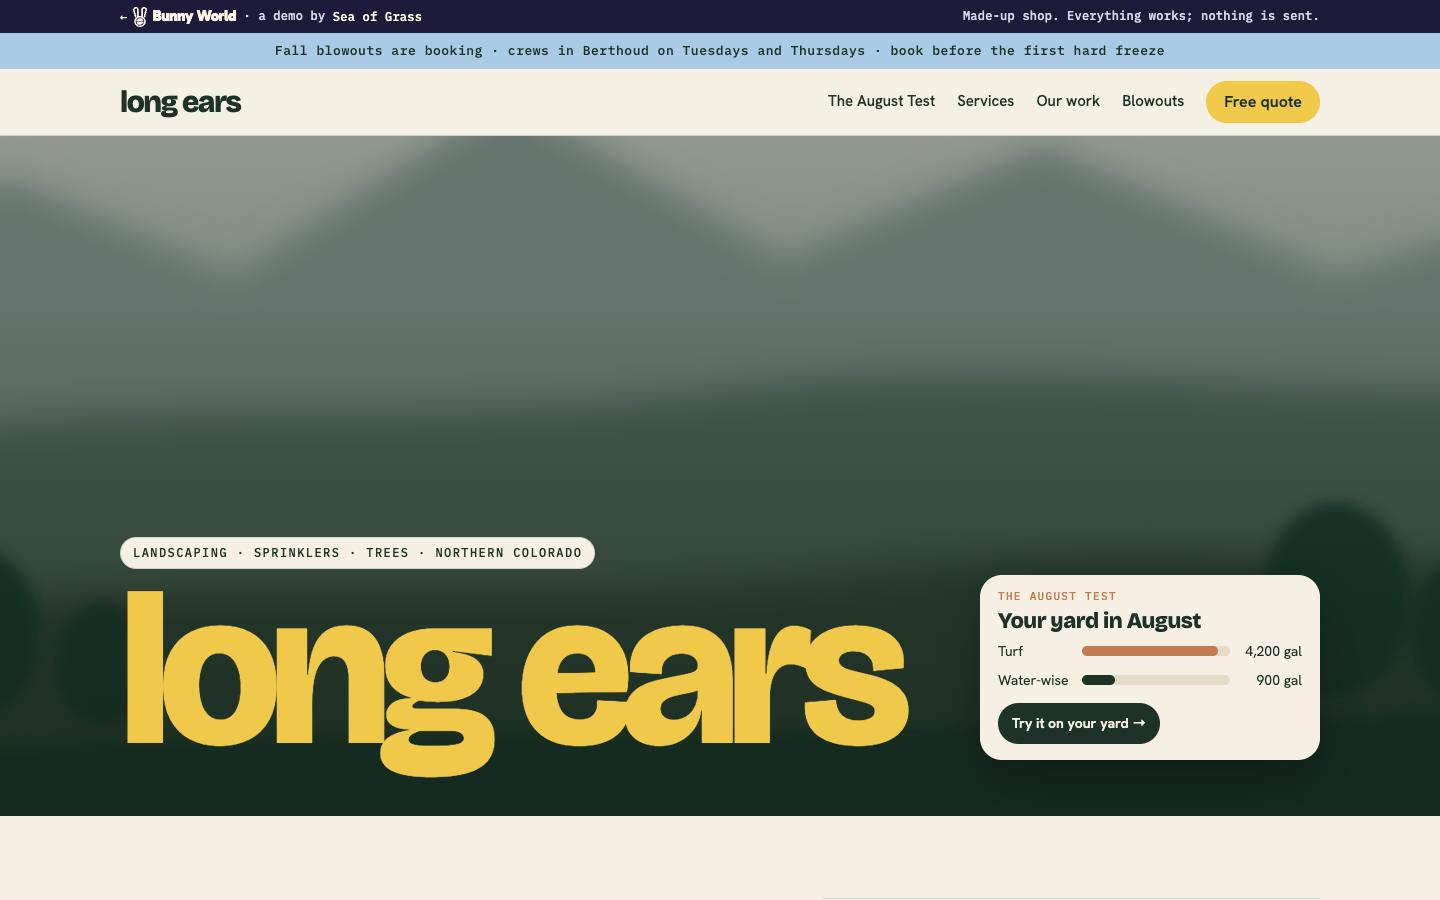 ← Bunny World · a demo by Sea of Grass
Made-up shop. Everything works; nothing is sent.
Fall blowouts are booking · crews in Berthoud on Tuesdays and Thursdays · book before the first hard freeze
long ears
The August Test
Services
Our work
Blowouts
Free quote
LANDSCAPING · SPRINKLERS · TREES · NORTHERN COLORADO
long ears
THE AUGUST TEST
Your yard in August
Turf 4,200 gal
Water-wise 900 gal
Try it on your yard →